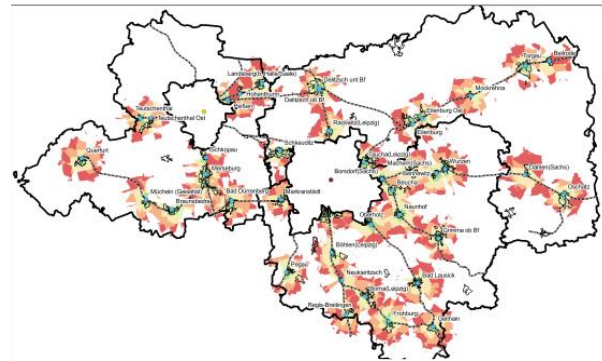 Torgau
Beilrode
Landsberg(b Halle/Saale)
Delitzsch unt Bf
Hohenthurm
Mockrehna
Delitzsch ob Bf
Teutschenthal
Teutschenthal Ost
Eilenburg Ost
Rackwitz(Leipzig)
Eilenburg
Schkeuditz
Schkopau
Taucha(Leipzig)
Querfurt
Machern(Sachs)
Wurzen
Merseburg
Gerichshain
Dahlen(Sachs)
Borsdorf(Sachs)
Beucha
Mücheln (Geiseltal)
Bad Dürrenberg
Markranstädt
Oschatz
Braunsbedra
Naunhof
Oberholz
Grimma ob Bf
Böhlen(Leipzig)
Pegau
Neukieritzsch
Bad Lausick
Borna(Leipzig)
Regis-Breitingen
Frohburg
Geithain